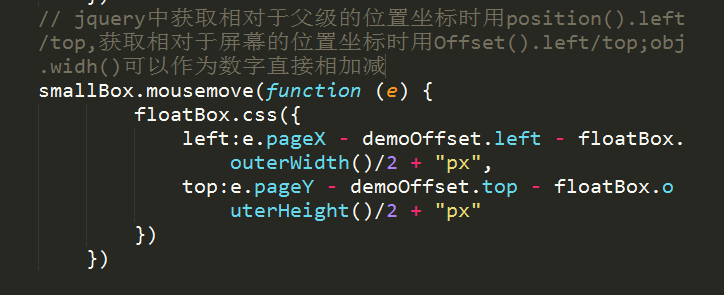 // jquery中获取相对于父级的位置坐标时用position().left
/top,获取相对于屏幕的位置坐标时用Offset().left/top;obj
.widh()可以作为数字直接相加减
smallBox.mousemove(function (e) {
floatBox.css({
left:e.pageX - demoOffset.left - floatBox.
outerWidth()/2 + "px",
top:e.pageY - demoOffset.top - floatBox.o
uterHeight()/2 + "px"
})
})